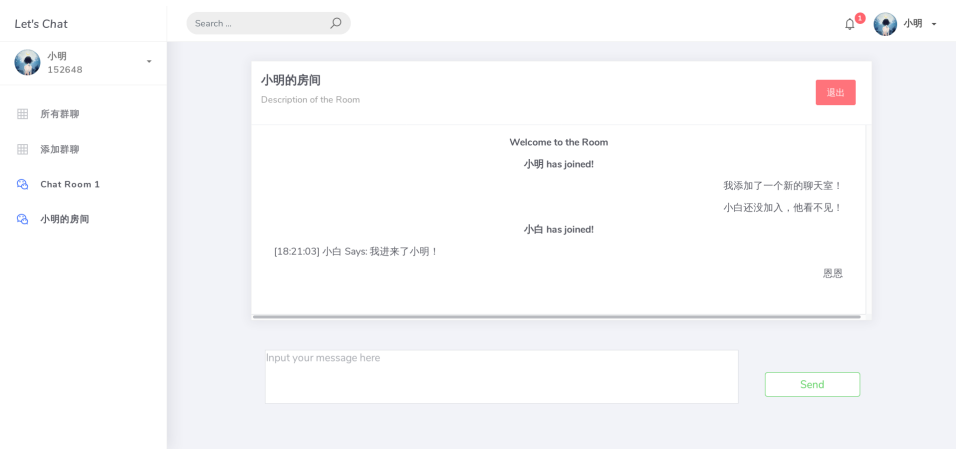 Let's Chat
Search ...
1
小明
小明
152648
所有群聊
添加群聊
Chat Room 1
小明的房间
小明的房间
Description of the Room
退出
Welcome to the Room
小明 has joined!
我添加了一个新的聊天室！
小白还没加入，他看不见！
小白 has joined!
[18:21:03] 小白 Says: 我进来了小明！
恩恩
Input your message here
Send